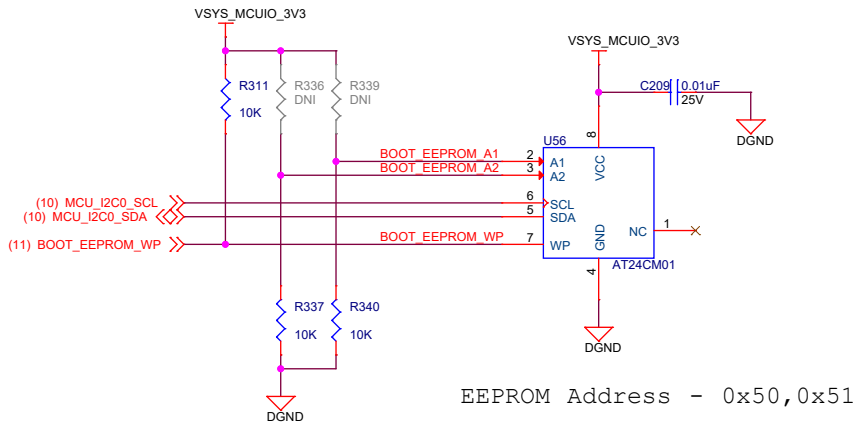 VSYS_MCUIO_3V3
VSYS_MCUIO_3V3
R311
10K
R336
DNI
R339
DNI
C209
0.01uF
25V
DGND
U56
8
VCC
BOOT_EEPROM_A1
2
A1
BOOT_EEPROM_A2
3
A2
(10) MCU_I2C0_SCL
6
SCL
(10) MCU_I2C0_SDA
5
SDA
(11) BOOT_EEPROM_WP
BOOT_EEPROM_WP
7
WP
GND
NC
1
4
AT24CM01
R337
10K
R340
10K
DGND
DGND
EEPROM Address - 0x50,0x51